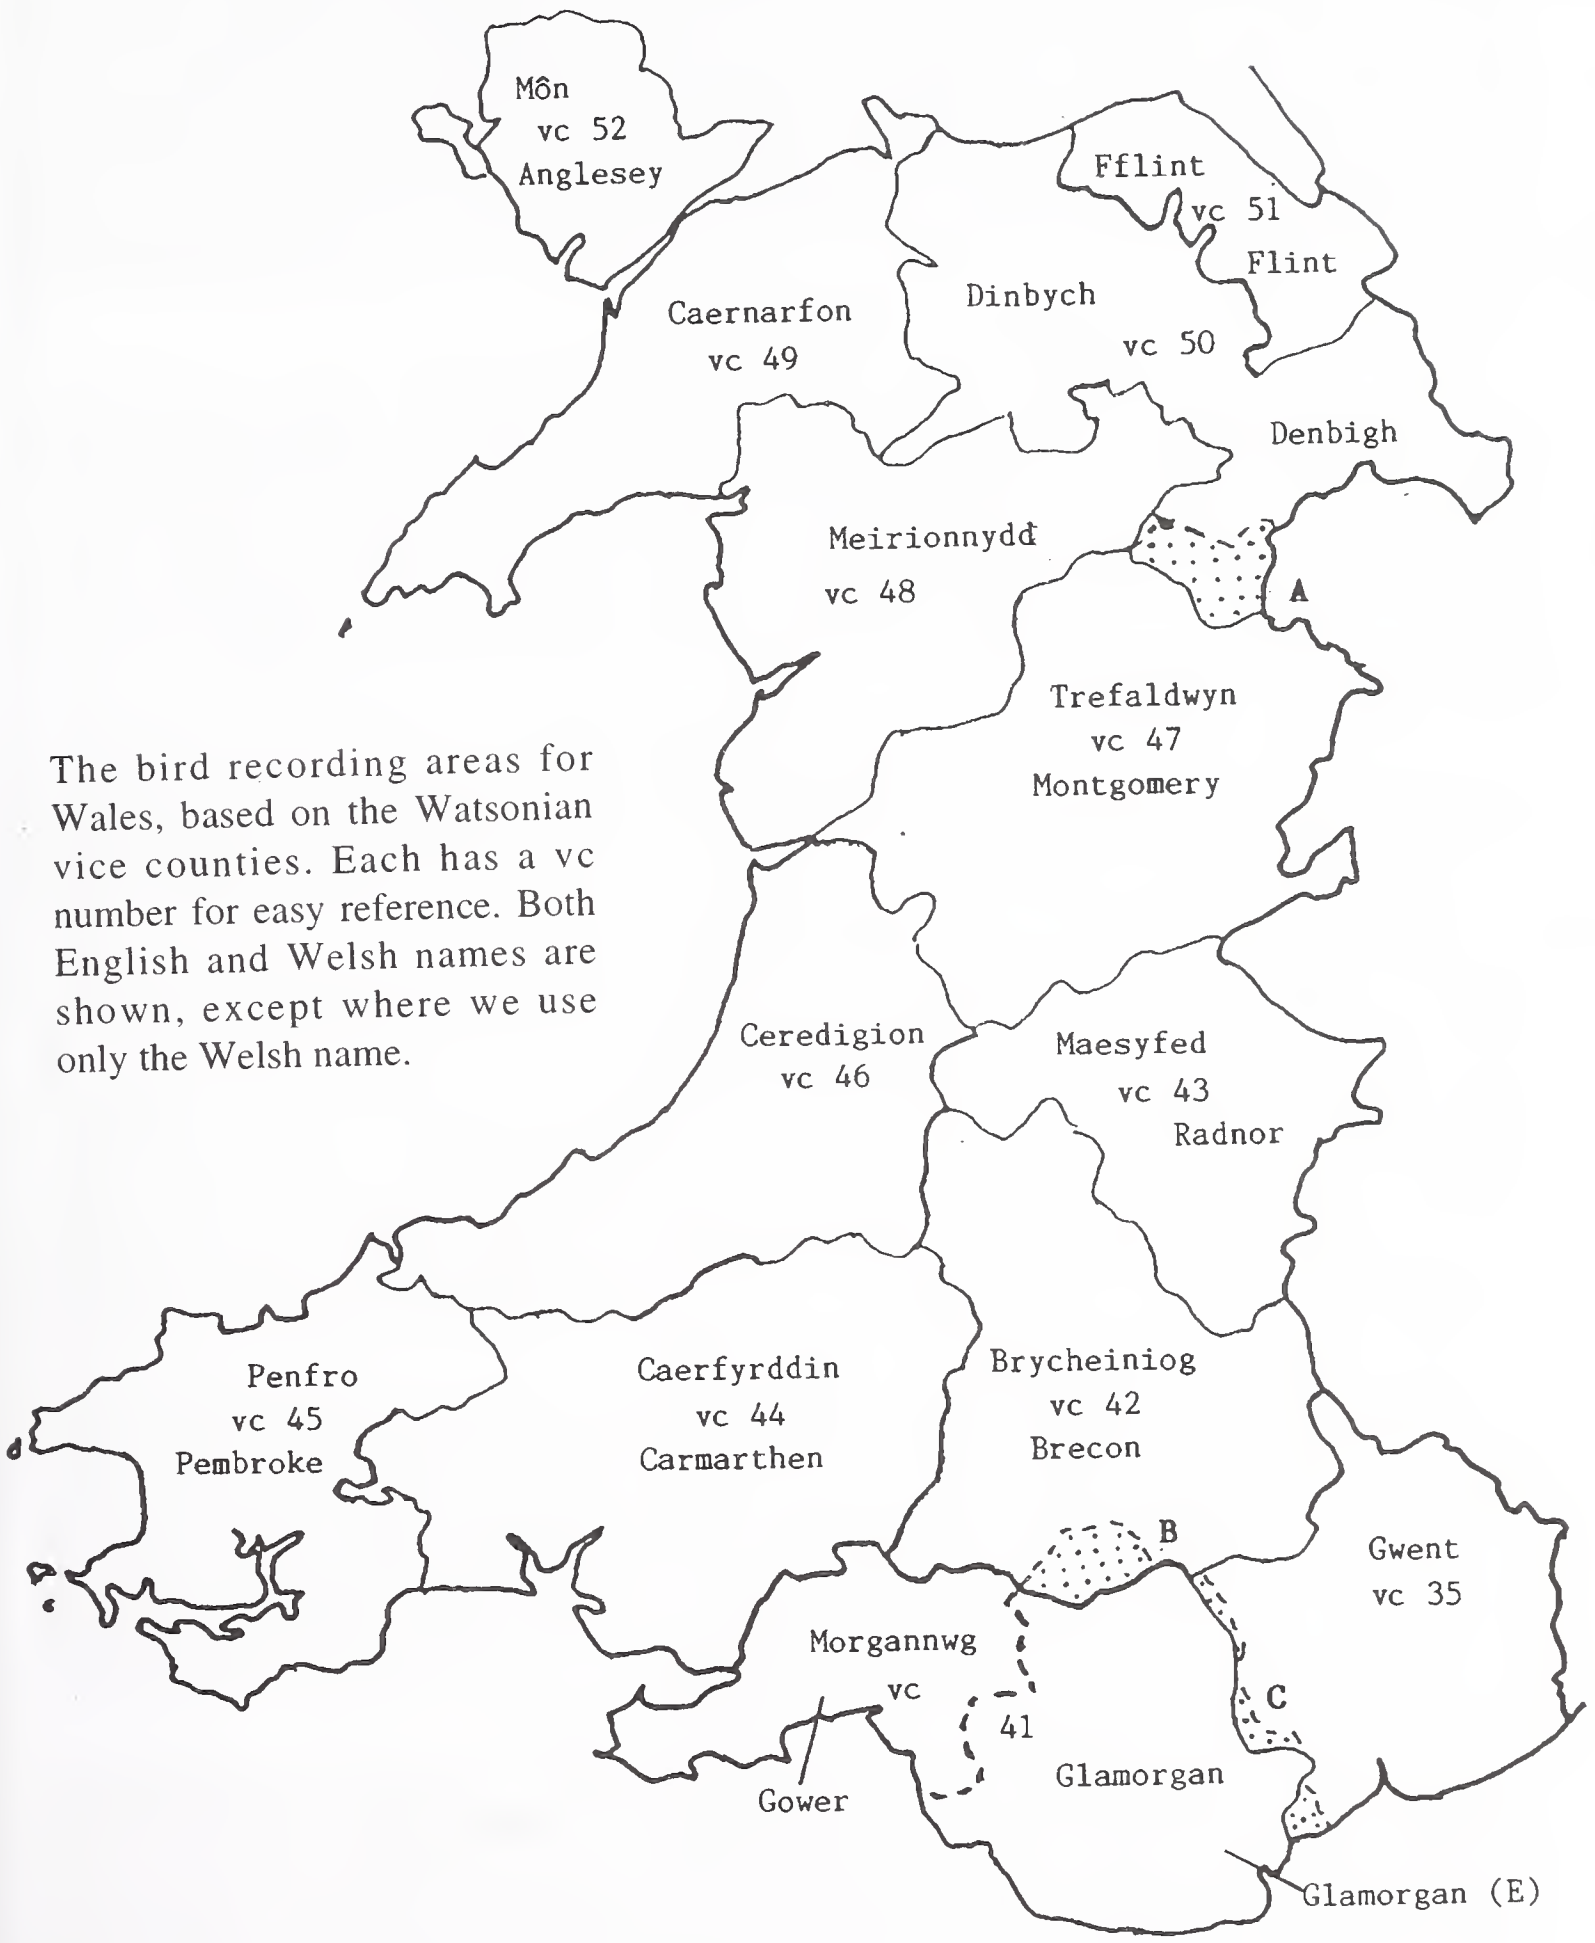 Môn
vc 52
Anglesey
Fflint
vc 51
Flint
Caernarfon
vc 49
Dinbych
vc 50
Denbigh
Meirionnydd
vc 48
A
Trefaldwyn
vc 47
Montgomery
The bird recording areas for
Wales, based on the Watsonian
vice counties. Each has a vc
number for easy reference. Both
English and Welsh names are
shown, except where we use
only the Welsh name.
Ceredigion
vc 46
Maesyfed
vc 43
Radnor
Penfro
vc 45
Pembroke
Caerfyrddin
vc 44
Carmarthen
Brycheiniog
vc 42
Brecon
B
Gwent
vc 35
Morgannwg
vc
41
C
Glamorgan
Gower
Glamorgan (E)